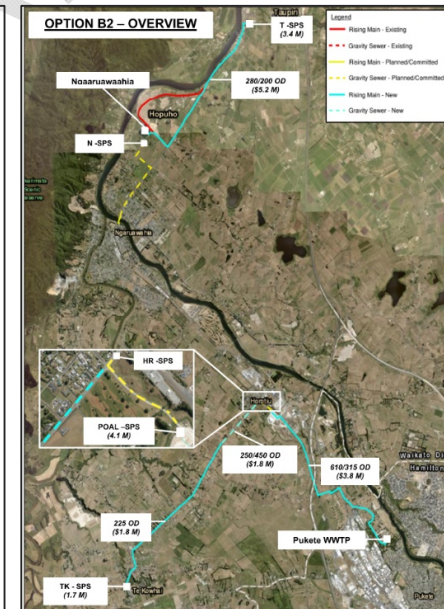 OPTION B2 – OVERVIEW
Taupiri
T -SPS
(3.4 M)
Legend
Rising Main - Existing
Gravity Sewer - Existing
Rising Main - Planned/Committed
Gravity Sewer - Planned/Committed
Rising Main - New
Gravity Sewer - New
Ngaaruawaahia
280/200 OD
($5.2 M)
Hopuho
N -SPS
Ngaruawahia
HR -SPS
POAL –SPS
(4.1 M)
Horotiu
250/450 OD
($1.8 M)
610/315 OD
($3.8 M)
Waikato Di
Hamilton
225 OD
($1.8 M)
Pukete WWTP
TK - SPS
(1.7 M)
Te Kowhai
Pukete